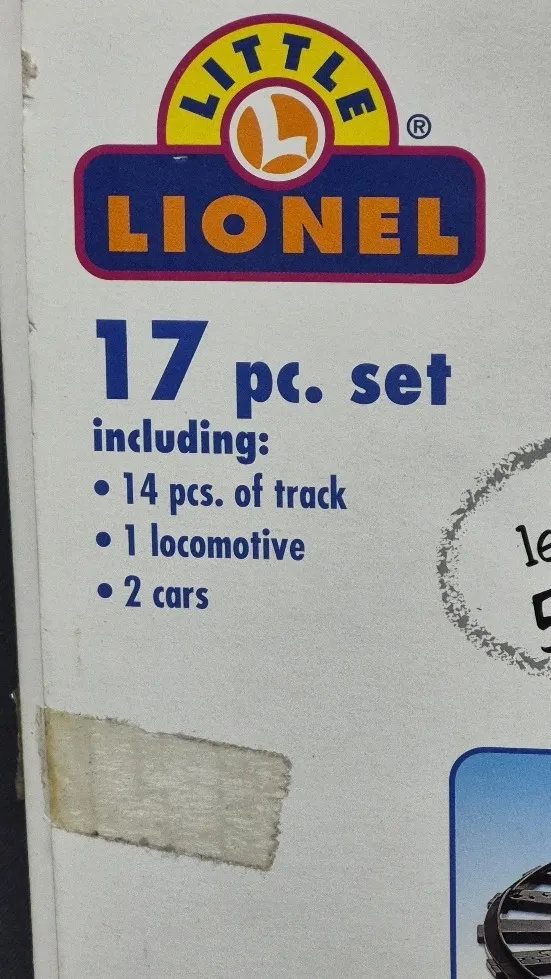 LITTLE
L
LIONEL®
17 pc. set
including:
• 14 pcs. of track
• 1 locomotive
• 2 cars